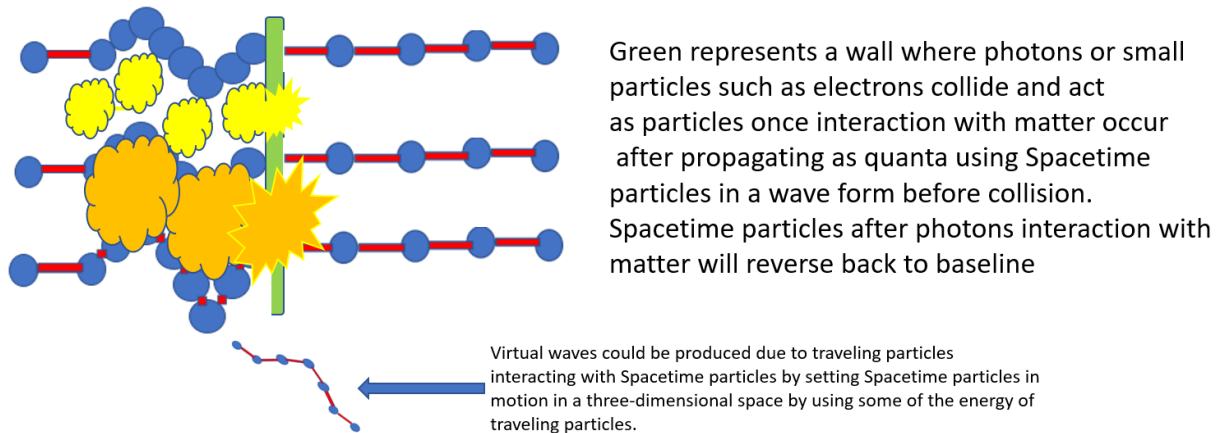 Green represents a wall where photons or small
particles such as electrons collide and act
as particles once interaction with matter occur
after propagating as quanta using Spacetime
particles in a wave form before collision.
Spacetime particles after photons interaction with
matter will reverse back to baseline
Virtual waves could be produced due to traveling particles
interacting with Spacetime particles by setting Spacetime particles in
motion in a three-dimensional space by using some of the energy of
traveling particles.